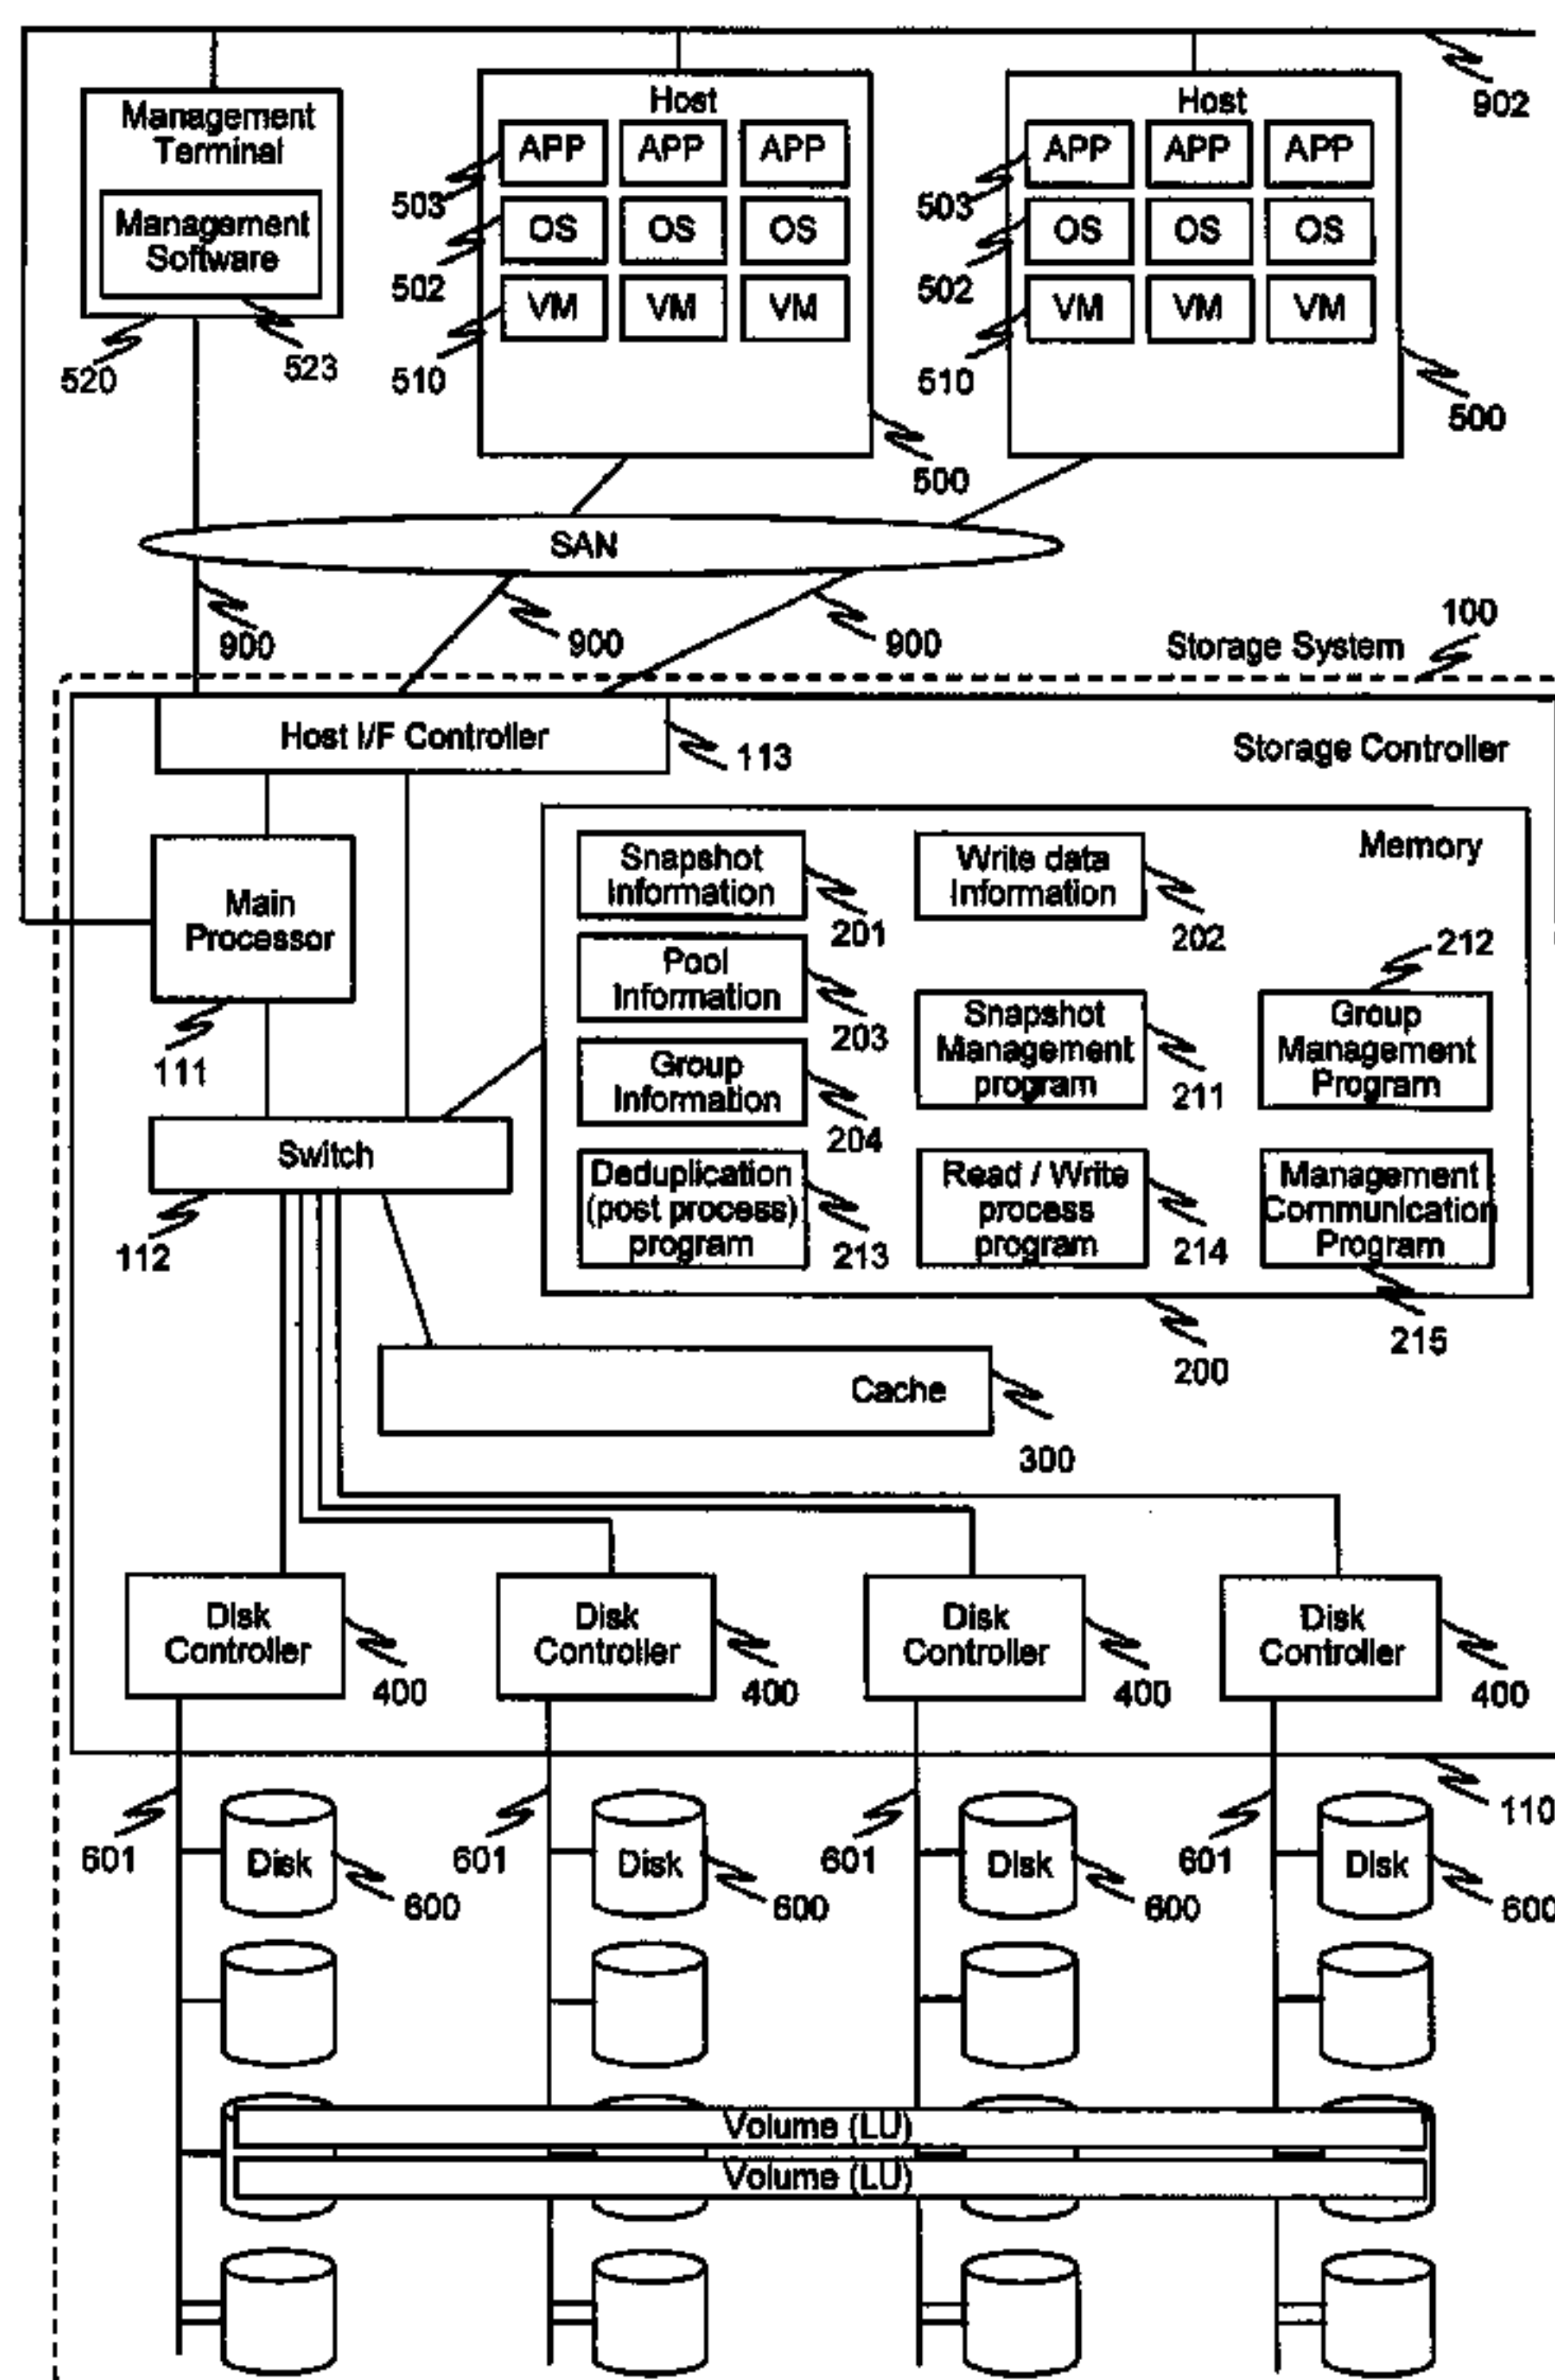 902
Management
Terminal
Management
Software
520
523
Host
APP APP APP
OS OS OS
VM VM VM
503
502
510
500
Host
APP APP APP
OS OS OS
VM VM VM
503
502
510
500
SAN
900
900
900
Storage System
100
Host I/F Controller
113
Storage Controller
Main
Processor
111
Switch
112
Memory
Snapshot
Information
201
Write data
Information
202
Pool
Information
203
Snapshot
Management
program
211
212
Group
Management
Program
Group
Information
204
Deduplication
(post process)
program
213
Read / Write
process
program
214
Management
Communication
Program
215
200
Cache
300
Disk
Controller
400
Disk
Controller
400
Disk
Controller
400
Disk
Controller
400
110
601
Disk
600
601
Disk
600
601
Disk
600
601
Disk
600
Volume (LU)
Volume (LU)